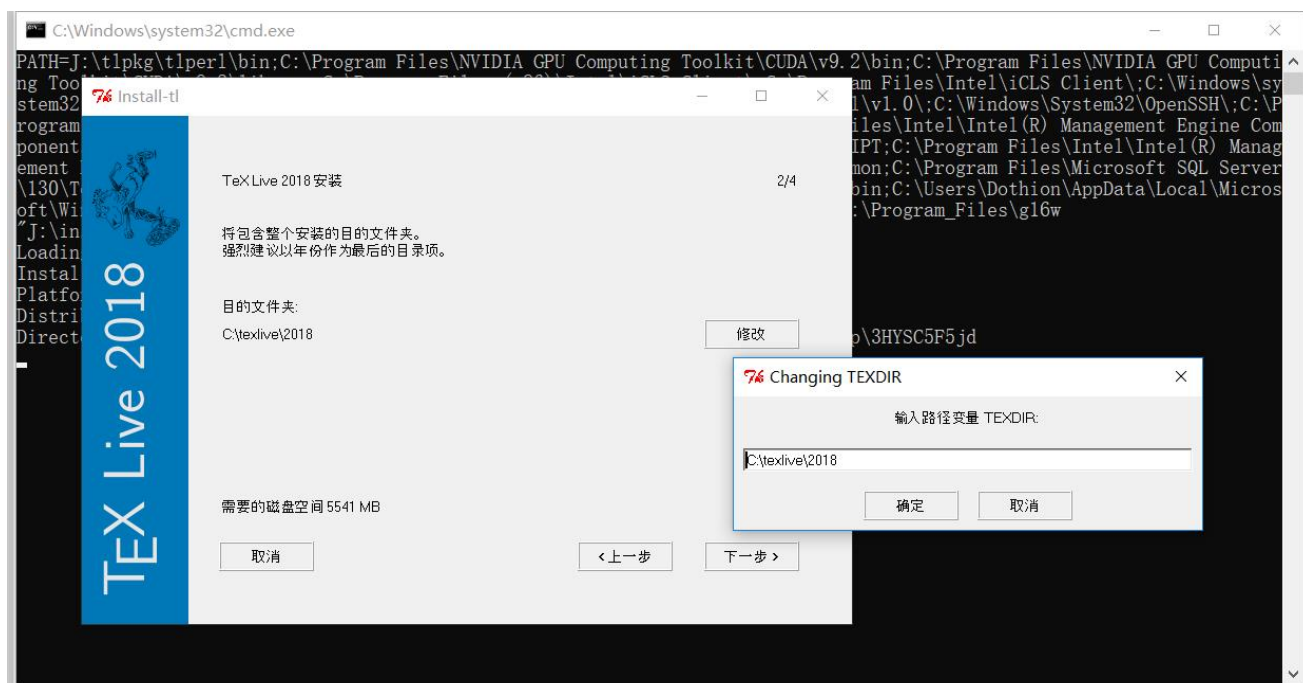 C:\Windows\system32\cmd.exe
PATH=J:\tlpkg\tlperl\bin;C:\Program Files\NVIDIA GPU Computing Toolkit\CUDA\v9.2\bin;C:\Program Files\NVIDIA GPU Computi
ng Too
am Files\Intel\iCLS Client\;C:\Windows\sy
stem32
l\v1.0\;C:\Windows\System32\OpenSSH\;C:\P
rogram
iles\Intel\Intel(R) Management Engine Com
ponent
IPT;C:\Program Files\Intel\Intel(R) Manag
ement
mon;C:\Program Files\Microsoft SQL Server
\130\T
bin;C:\Users\Dothion\AppData\Local\Micros
oft\Wi
:\Program_Files\gl6w
"J:\in
Loadin
Instal
Platfo
Distri
Direct
p\3HYSC5F5jd
Install-tl
TeX Live 2018
TeX Live 2018 安装
2/4
将包含整个安装的目的文件夹。
强烈建议以年份作为最后的目录项。
目的文件夹:
C:\texlive\2018
修改
需要的磁盘空间 5541 MB
取消
‹上一步
下一步›
Changing TEXDIR
输入路径变量 TEXDIR:
C:\texlive\2018
确定
取消